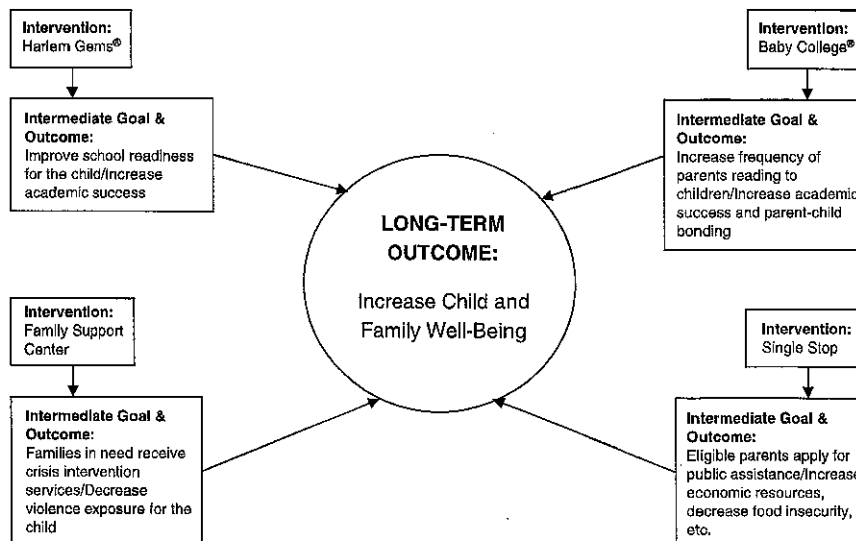 Intervention:
Harlem Gems®
Intermediate Goal &
Outcome:
Improve school readiness
for the child/Increase
academic success
Intervention:
Baby College®
Intermediate Goal &
Outcome:
Increase frequency of
parents reading to
children/Increase academic
success and parent-child
bonding
LONG-TERM
OUTCOME:
Increase Child and
Family Well-Being
Intervention:
Family Support
Center
Intermediate Goal &
Outcome:
Families in need receive
crisis intervention
services/Decrease
violence exposure for the
child
Intervention:
Single Stop
Intermediate Goal &
Outcome:
Eligible parents apply for
public assistance/Increase
economic resources,
decrease food insecurity,
etc.